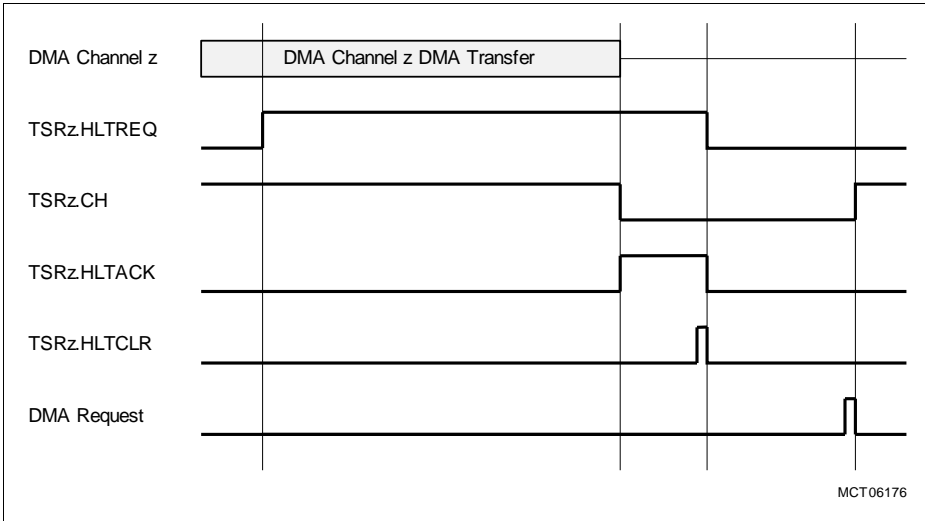 DMA Channel z
DMA Channel z DMA Transfer
TSRz.HLTREQ
TSRz.CH
TSRz.HLTACK
TSRz.HLTCLR
DMA Request
MCT06176